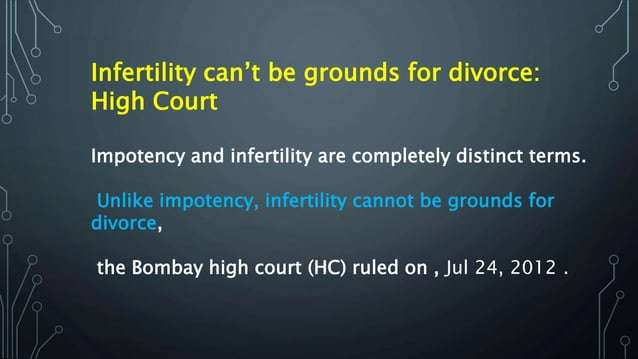 Infertility can't be grounds for divorce:
High Court
Impotency and infertility are completely distinct terms.
Unlike impotency, infertility cannot be grounds for
divorce,
the Bombay high court (HC) ruled on , Jul 24, 2012 .